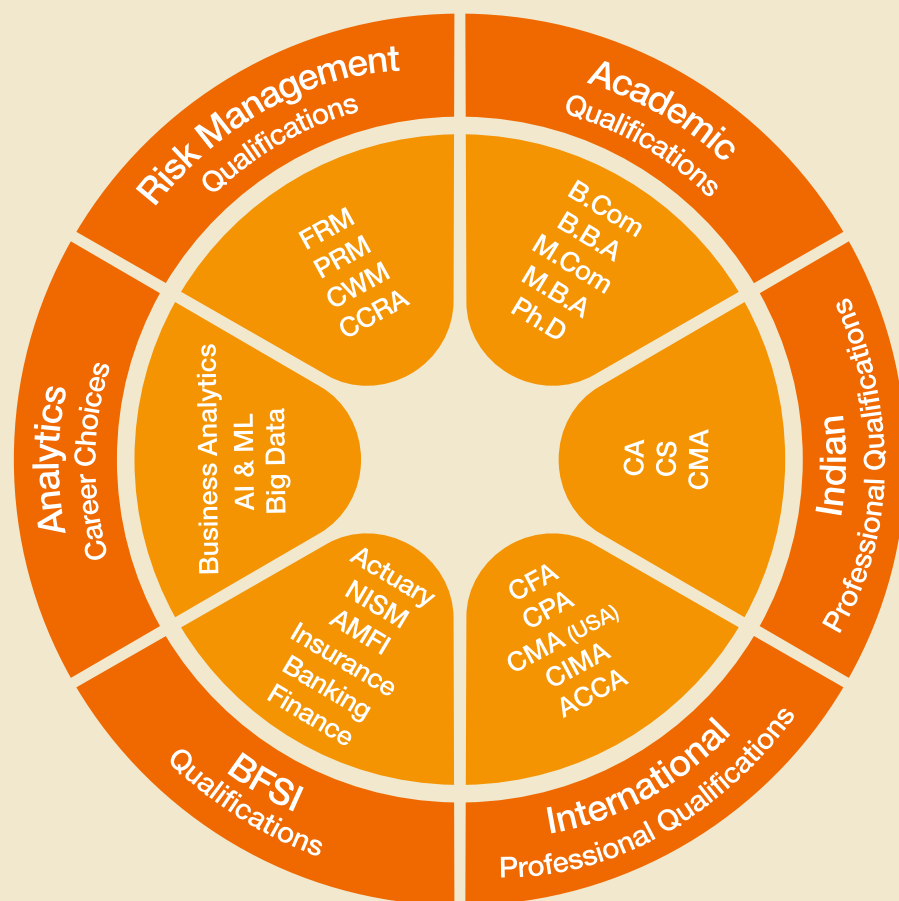 Academic
Qualifications
B.Com
B.B.A
M.Com
M.B.A
Ph.D
Indian
Professional Qualifications
CA
CS
CMA
International
Professional Qualifications
CFA
CPA
CMA (USA)
CIMA
ACCA
BFSI
Qualifications
Actuary
NISM
AMFI
Insurance
Banking
Finance
Analytics
Career Choices
Business Analytics
AI & ML
Big Data
Risk Management
Qualifications
FRM
PRM
CWM
CCRA